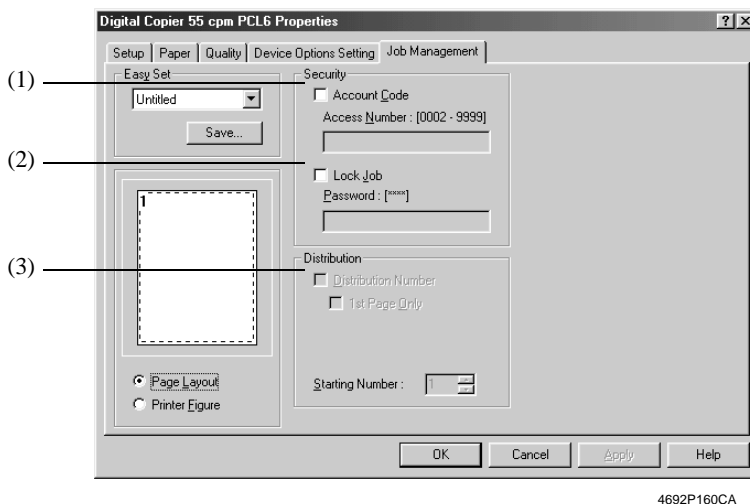 Digital Copier 55 cpm PCL6 Properties
Setup Paper Quality Device Options Setting Job Management
(1)
Easy Set
Untitled
Save...
Security
Account Code
Access Number : [0002 - 9999]
(2)
Lock Job
Password : [****]
1
(3)
Distribution
Distribution Number
1st Page Only
Starting Number : 1
Page Layout
Printer Figure
OK Cancel Apply Help
4692P160CA